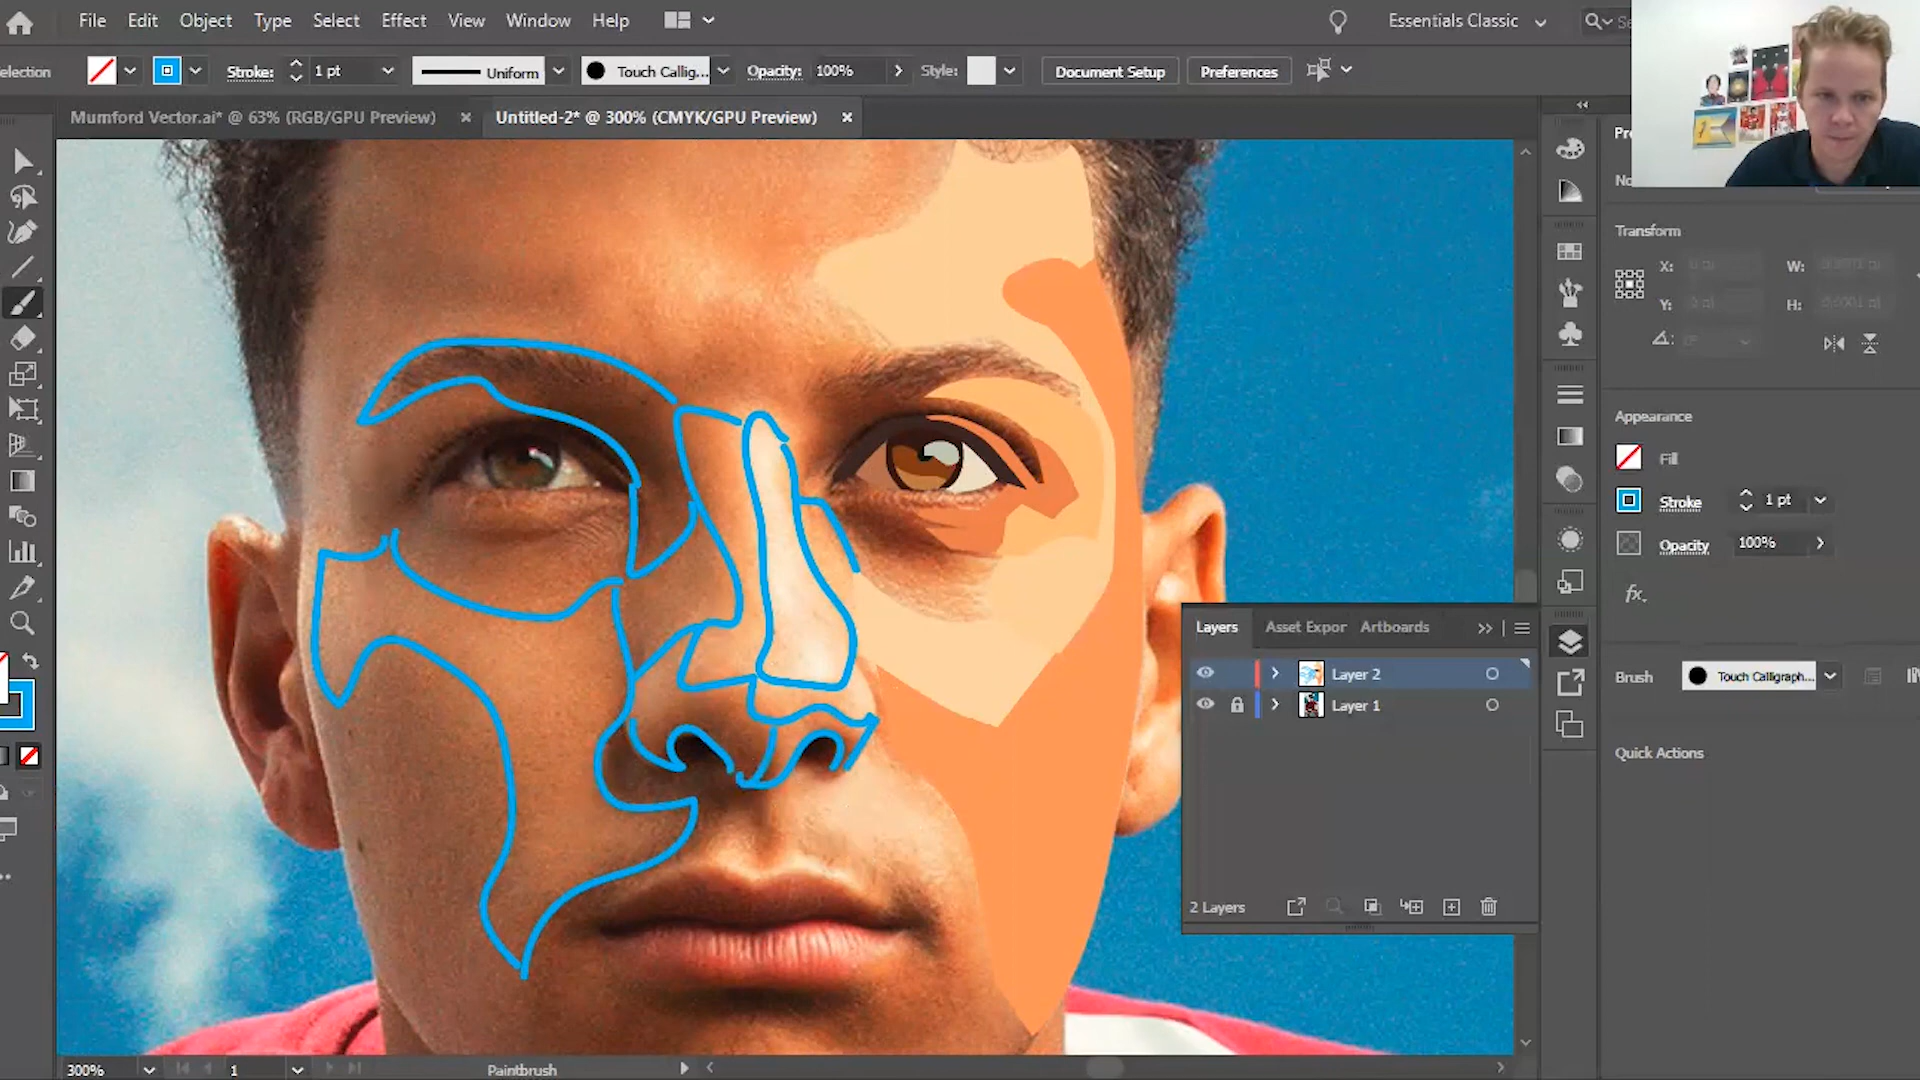 File Edit Object Type Select Effect View Window Help
Essentials Classic
election Stroke: 1 pt Uniform Touch Callig... Opacity: 100% Style: Document Setup Preferences
Mumford Vector.ai* @ 63% (RGB/GPU Preview) × Untitled-2* @ 300% (CMYK/GPU Preview) ×
Transform
X: W:
Y: H:
Appearance
Fill
Stroke 1 pt
Opacity 100%
fx.
Layers Asset Expor Artboards
Layer 2
Layer 1
2 Layers
Brush Touch Calligraph...
Quick Actions
300% 1 Paintbrush